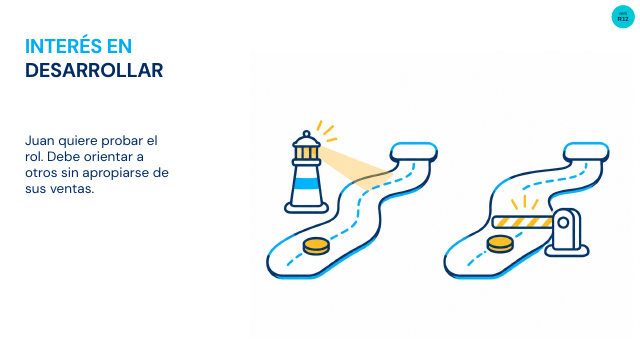 R12
INTERÉS EN
DESARROLLAR
Juan quiere probar el
rol. Debe orientar a
otros sin apropiarse de
sus ventas.